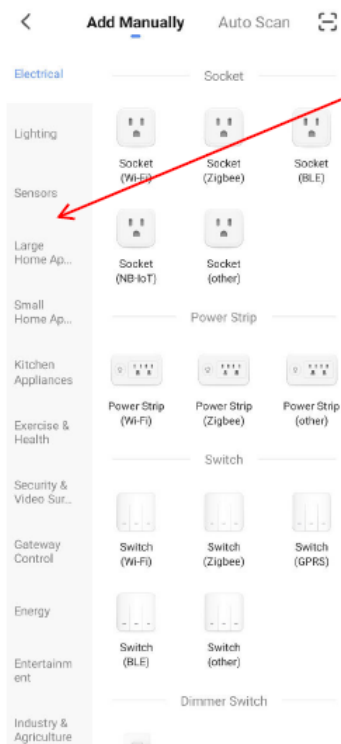 Add Manually
Auto Scan
Electrical
Lighting
Sensors
Large
Home Ap...
Small
Home Ap...
Kitchen
Appliances
Exercise &
Health
Security &
Video Sur...
Gateway
Control
Energy
Entertainm
ent
Industry &
Agriculture
Socket
Socket
(Wi-Fi)
Socket
(Zigbee)
Socket
(BLE)
Socket
(NB-IoT)
Socket
(other)
Power Strip
Power Strip
(Wi-Fi)
Power Strip
(Zigbee)
Power Strip
(other)
Switch
Switch
(Wi-Fi)
Switch
(Zigbee)
Switch
(GPRS)
Switch
(BLE)
Switch
(other)
Dimmer Switch